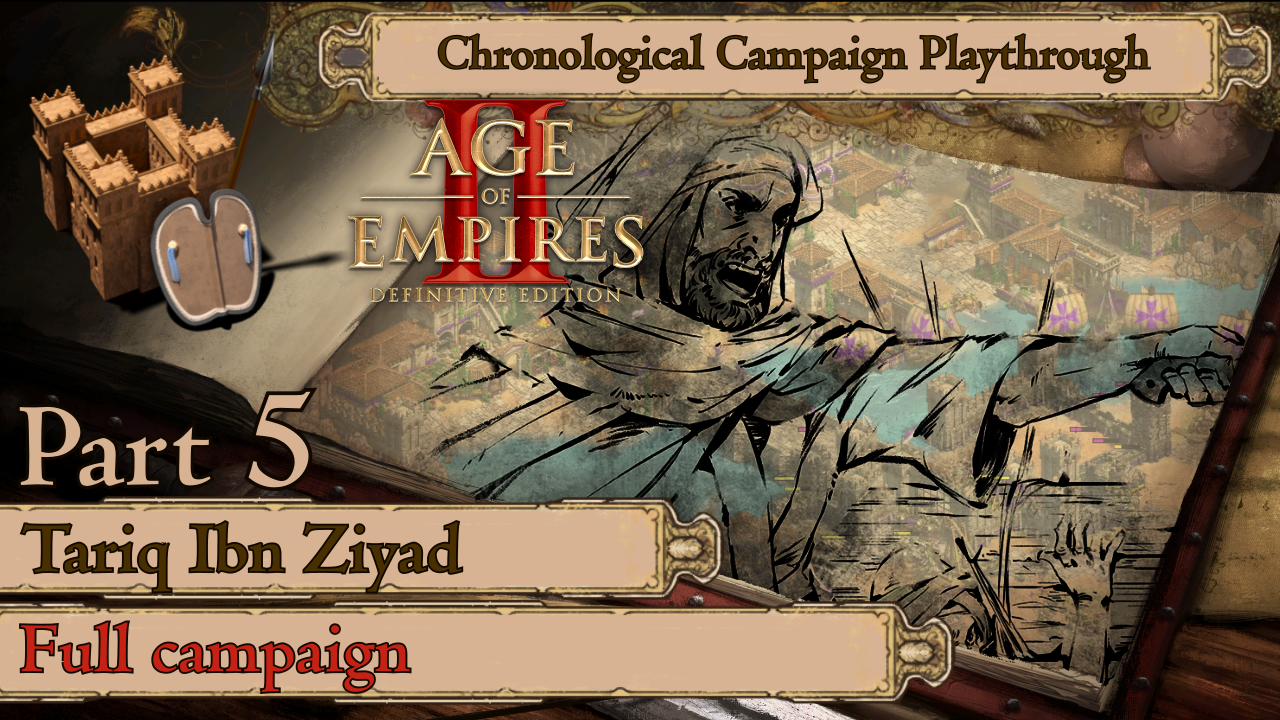 Chronological Campaign Playthrough
II
AGE
OF
EMPIRES
DEFINITIVE EDITION
Part 5
Tariq Ibn Ziyad
Full campaign